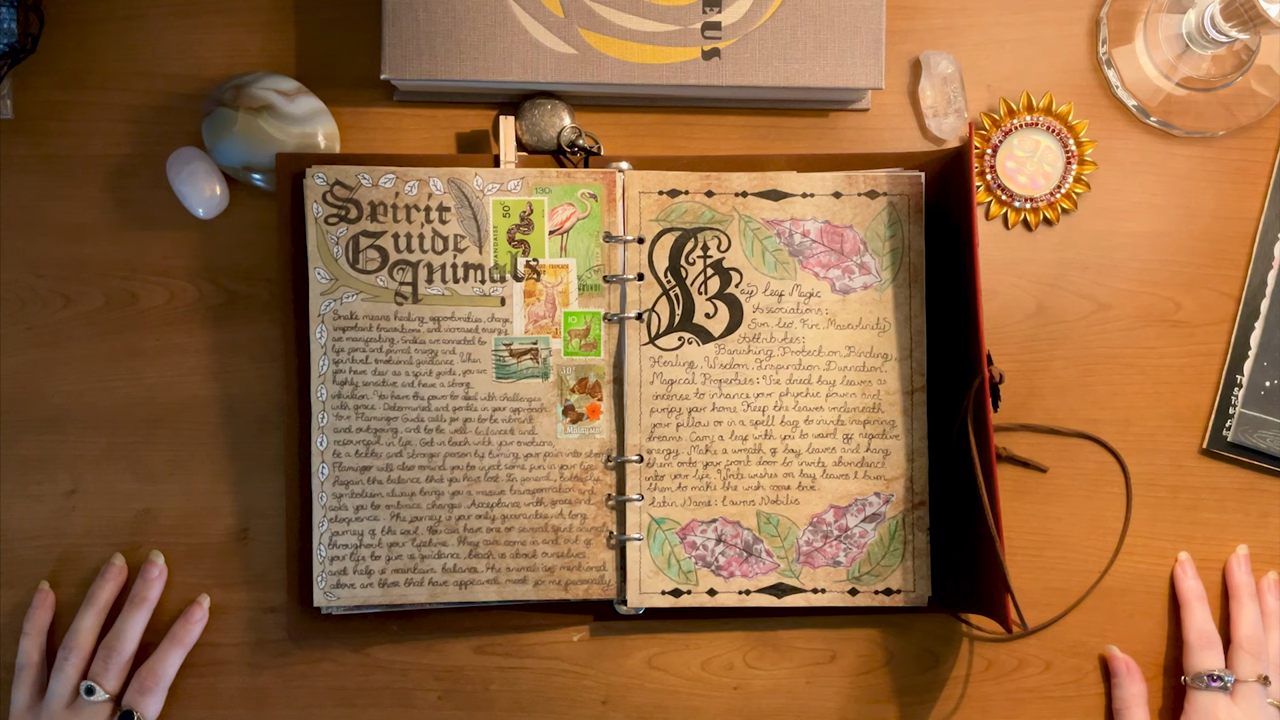 EUS
Spirit
Guide
Animals
130
50c
10
30
Malaysia
Snake means healing, opportunities, change,
important transitions, and increased energy
are manifesting. Snakes are connected to
life force and primal energy and
spiritual, emotional guidance. When
you have dear as a spirit guide, you are
highly sensitive and have a strong
intuition. You have the power to deal with challenges
with grace. Determined and gentle in your approach.
Your Flamingo Guide calls for you to be vibrant
and outgoing, and to be well-balanced and
resourceful in life. Get in touch with your emotions,
be a better and stronger person by turning your pain into strength
Flamingo will also remind you to inject some fun in your life.
Regain the balance that you have lost. In general, butterfly
symbolism always brings you a massive transformation and
asks you to embrace changes. Acceptance with grace and
eloquence. The journey is your only guarantee. A long
journey of the soul. You can have one or several spirit animals
throughout your lifetime. They can come in and out of
your life to give us guidance, teach us about ourselves
and help us maintain balance. The animals mentioned
above are those that have appeared most for me personally.
Bay Leaf Magic
Associations:
Sun, Leo, Fire, Masculinity
Attributes:
Banishing, Protection, Binding,
Healing, Wisdom, Inspiration, Divination.
Magical Properties: Use dried bay leaves as
incense to enhance your phychic powers and
purify your home. Keep the leaves underneath
your pillow or in a spell bag to invite inspiring
dreams. Carry a leaf with you to ward off negative
energy. Make a wreath of bay leaves and hang
them onto your front door to invite abundance
into your life. Write wishes on bay leaves & burn
them to make the wish come true.
Latin Name: Laurus Nobilis